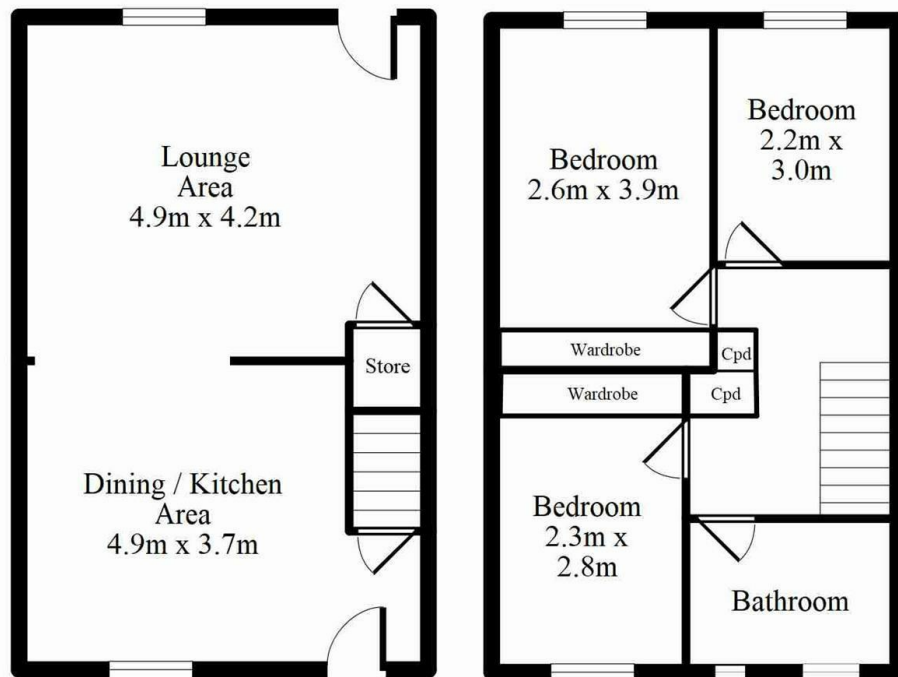 Lounge
Area
4.9m x 4.2m
Store
Dining / Kitchen
Area
4.9m x 3.7m
Bedroom
2.6m x 3.9m
Bedroom
2.2m x
3.0m
Wardrobe
Cpd
Wardrobe
Cpd
Bedroom
2.3m x
2.8m
Bathroom